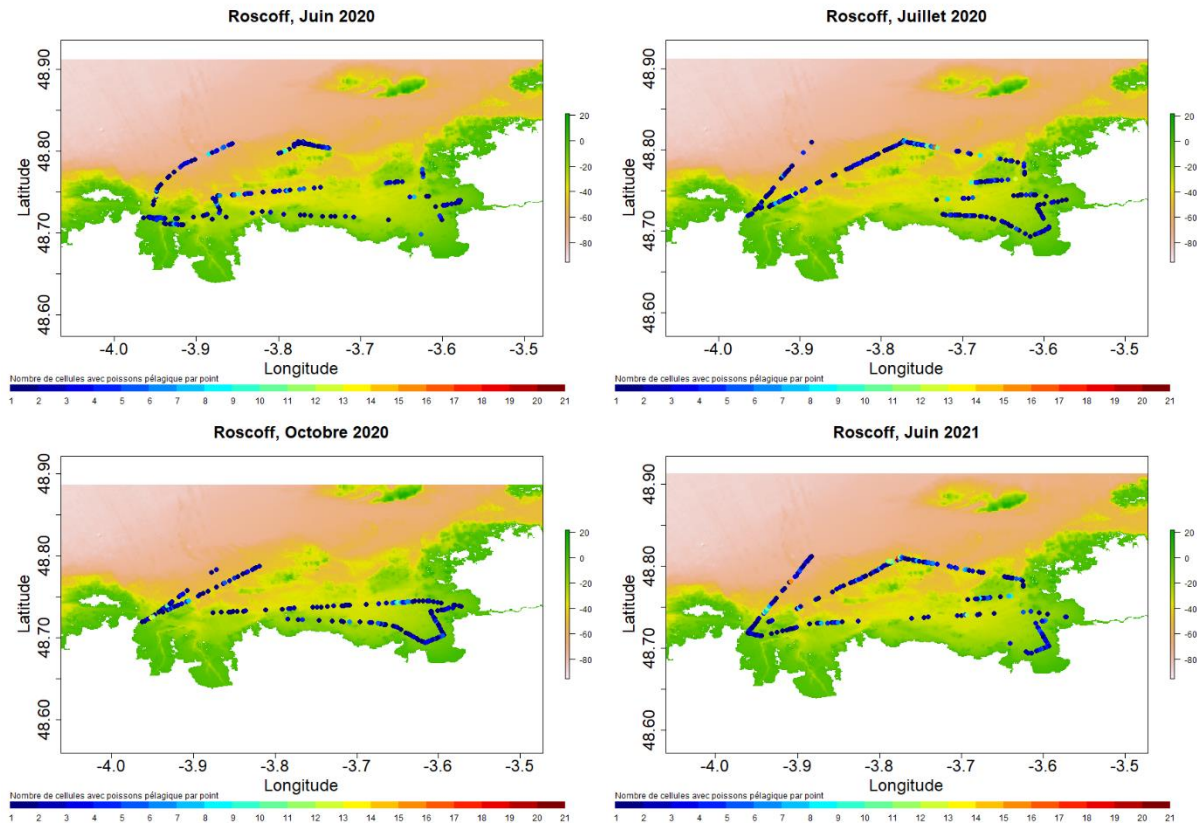 Roscoff, Juin 2020
48.90
48.80
48.70
48.60
Latitude
-4.0 -3.9 -3.8 -3.7 -3.6 -3.5
Longitude
20
0
-20
-40
-60
-80
Nombre de cellules avec poissons pélagique par point
1 2 3 4 5 6 7 8 9 10 11 12 13 14 15 16 17 18 19 20 21
Roscoff, Juillet 2020
48.90
48.80
48.70
48.60
Latitude
-4.0 -3.9 -3.8 -3.7 -3.6 -3.5
Longitude
20
0
-20
-40
-60
-80
Nombre de cellules avec poissons pélagique par point
1 2 3 4 5 6 7 8 9 10 11 12 13 14 15 16 17 18 19 20 21
Roscoff, Octobre 2020
48.90
48.80
48.70
48.60
Latitude
-4.0 -3.9 -3.8 -3.7 -3.6 -3.5
Longitude
20
0
-20
-40
-60
-80
Nombre de cellules avec poissons pélagique par point
1 2 3 4 5 6 7 8 9 10 11 12 13 14 15 16 17 18 19 20 21
Roscoff, Juin 2021
48.90
48.80
48.70
48.60
Latitude
-4.0 -3.9 -3.8 -3.7 -3.6 -3.5
Longitude
20
0
-20
-40
-60
-80
Nombre de cellules avec poissons pélagique par point
1 2 3 4 5 6 7 8 9 10 11 12 13 14 15 16 17 18 19 20 21